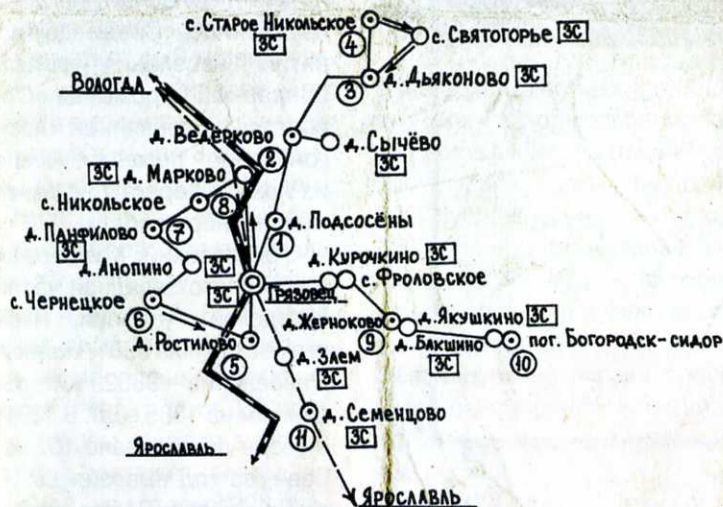 с. Старое Никольское
ЗС
4
с. Святогорье ЗС
3
д. Дьяконово ЗС
ВОЛОГДА
д. Ведёрково
д. Сычёво
ЗС
2
ЗС д. Марково
с. Никольское
8
д. Подсосёны
1
д. Панфилово
7
ЗС
д. Анопино
ЗС
ЗС
ГРЯЗОВЕЦ
д. Курочкино ЗС
с. Фроловское
с. Чернецкое
6
д. Ростилово
5
д. Жерноково
9
д. Якушкино ЗС
д. Бакшино
ЗС
пог. Богородск-сидор
10
д. Элем
ЗС
11
д. Семенцово
ЗС
ЯРОСЛАВЛЬ
ЯРОСЛАВЛЬ